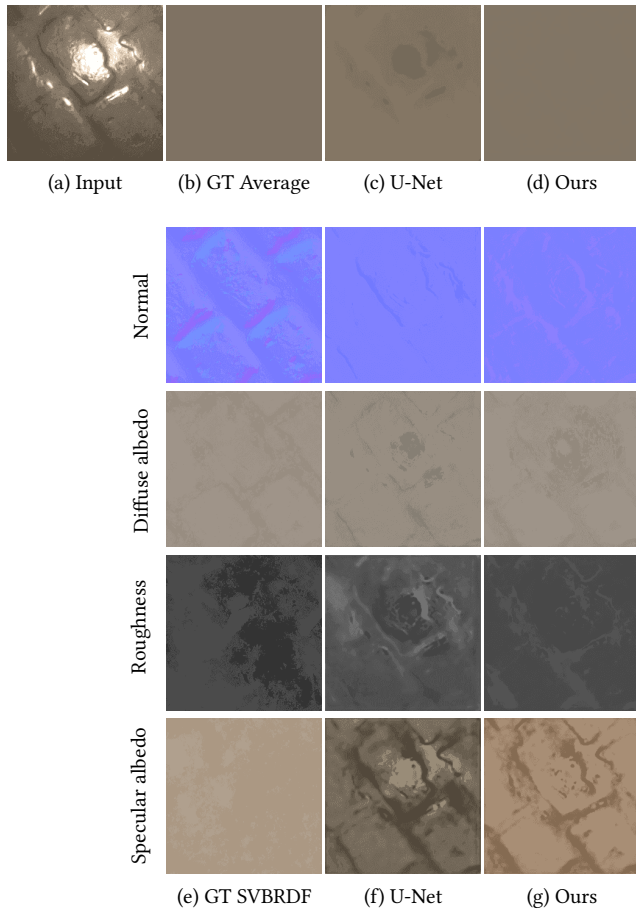 (a) Input
(b) GT Average
(c) U-Net
(d) Ours
Normal
Diffuse albedo
Roughness
Specular albedo
(e) GT SVBRDF
(f) U-Net
(g) Ours